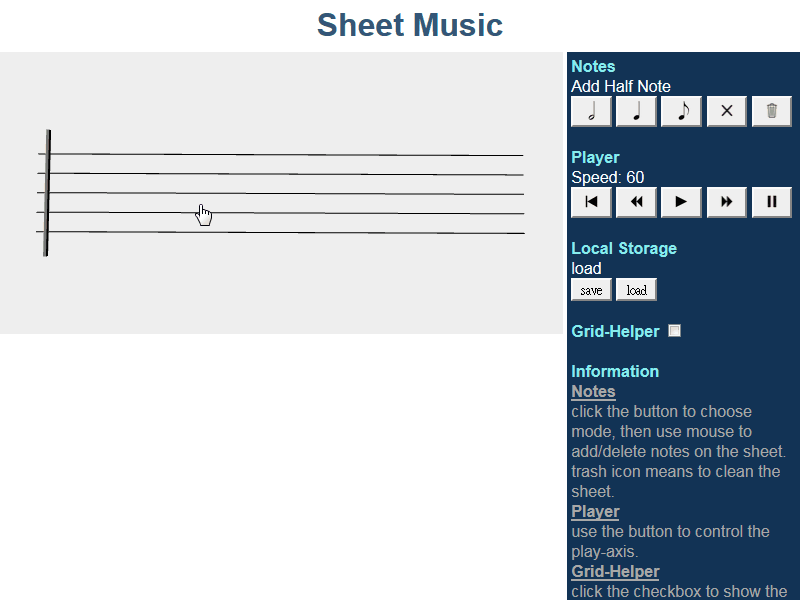 Sheet Music
Notes
Add Half Note
Player
Speed: 60
Local Storage
load
save load
Grid-Helper
Information
Notes
click the button to choose
mode, then use mouse to
add/delete notes on the sheet.
trash icon means to clean the
sheet.
Player
use the button to control the
play-axis.
Grid-Helper
click the checkbox to show the